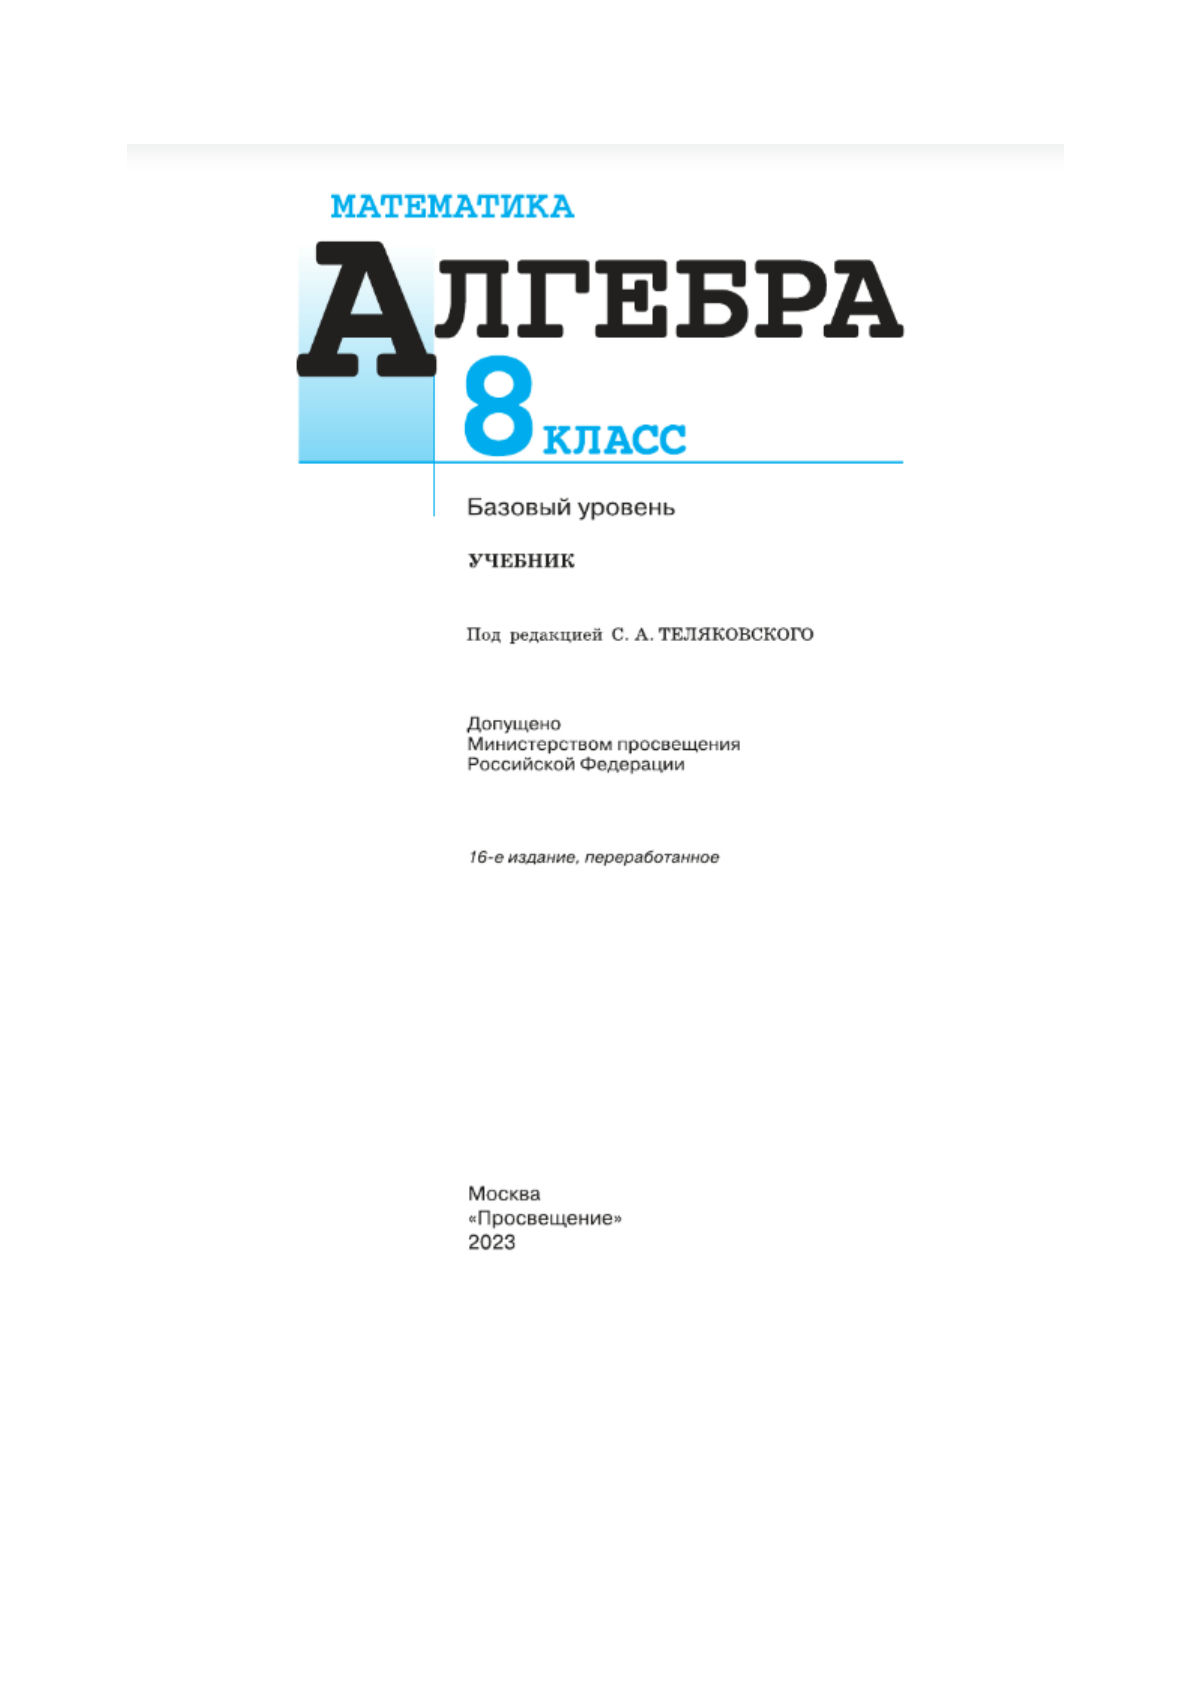 МАТЕМАТИКА
АЛГЕБРА
8 КЛАСС
Базовый уровень
УЧЕБНИК
Под редакцией С. А. ТЕЛЯКОВСКОГО
Допущено
Министерством просвещения
Российской Федерации
16-е издание, переработанное
Москва
«Просвещение»
2023